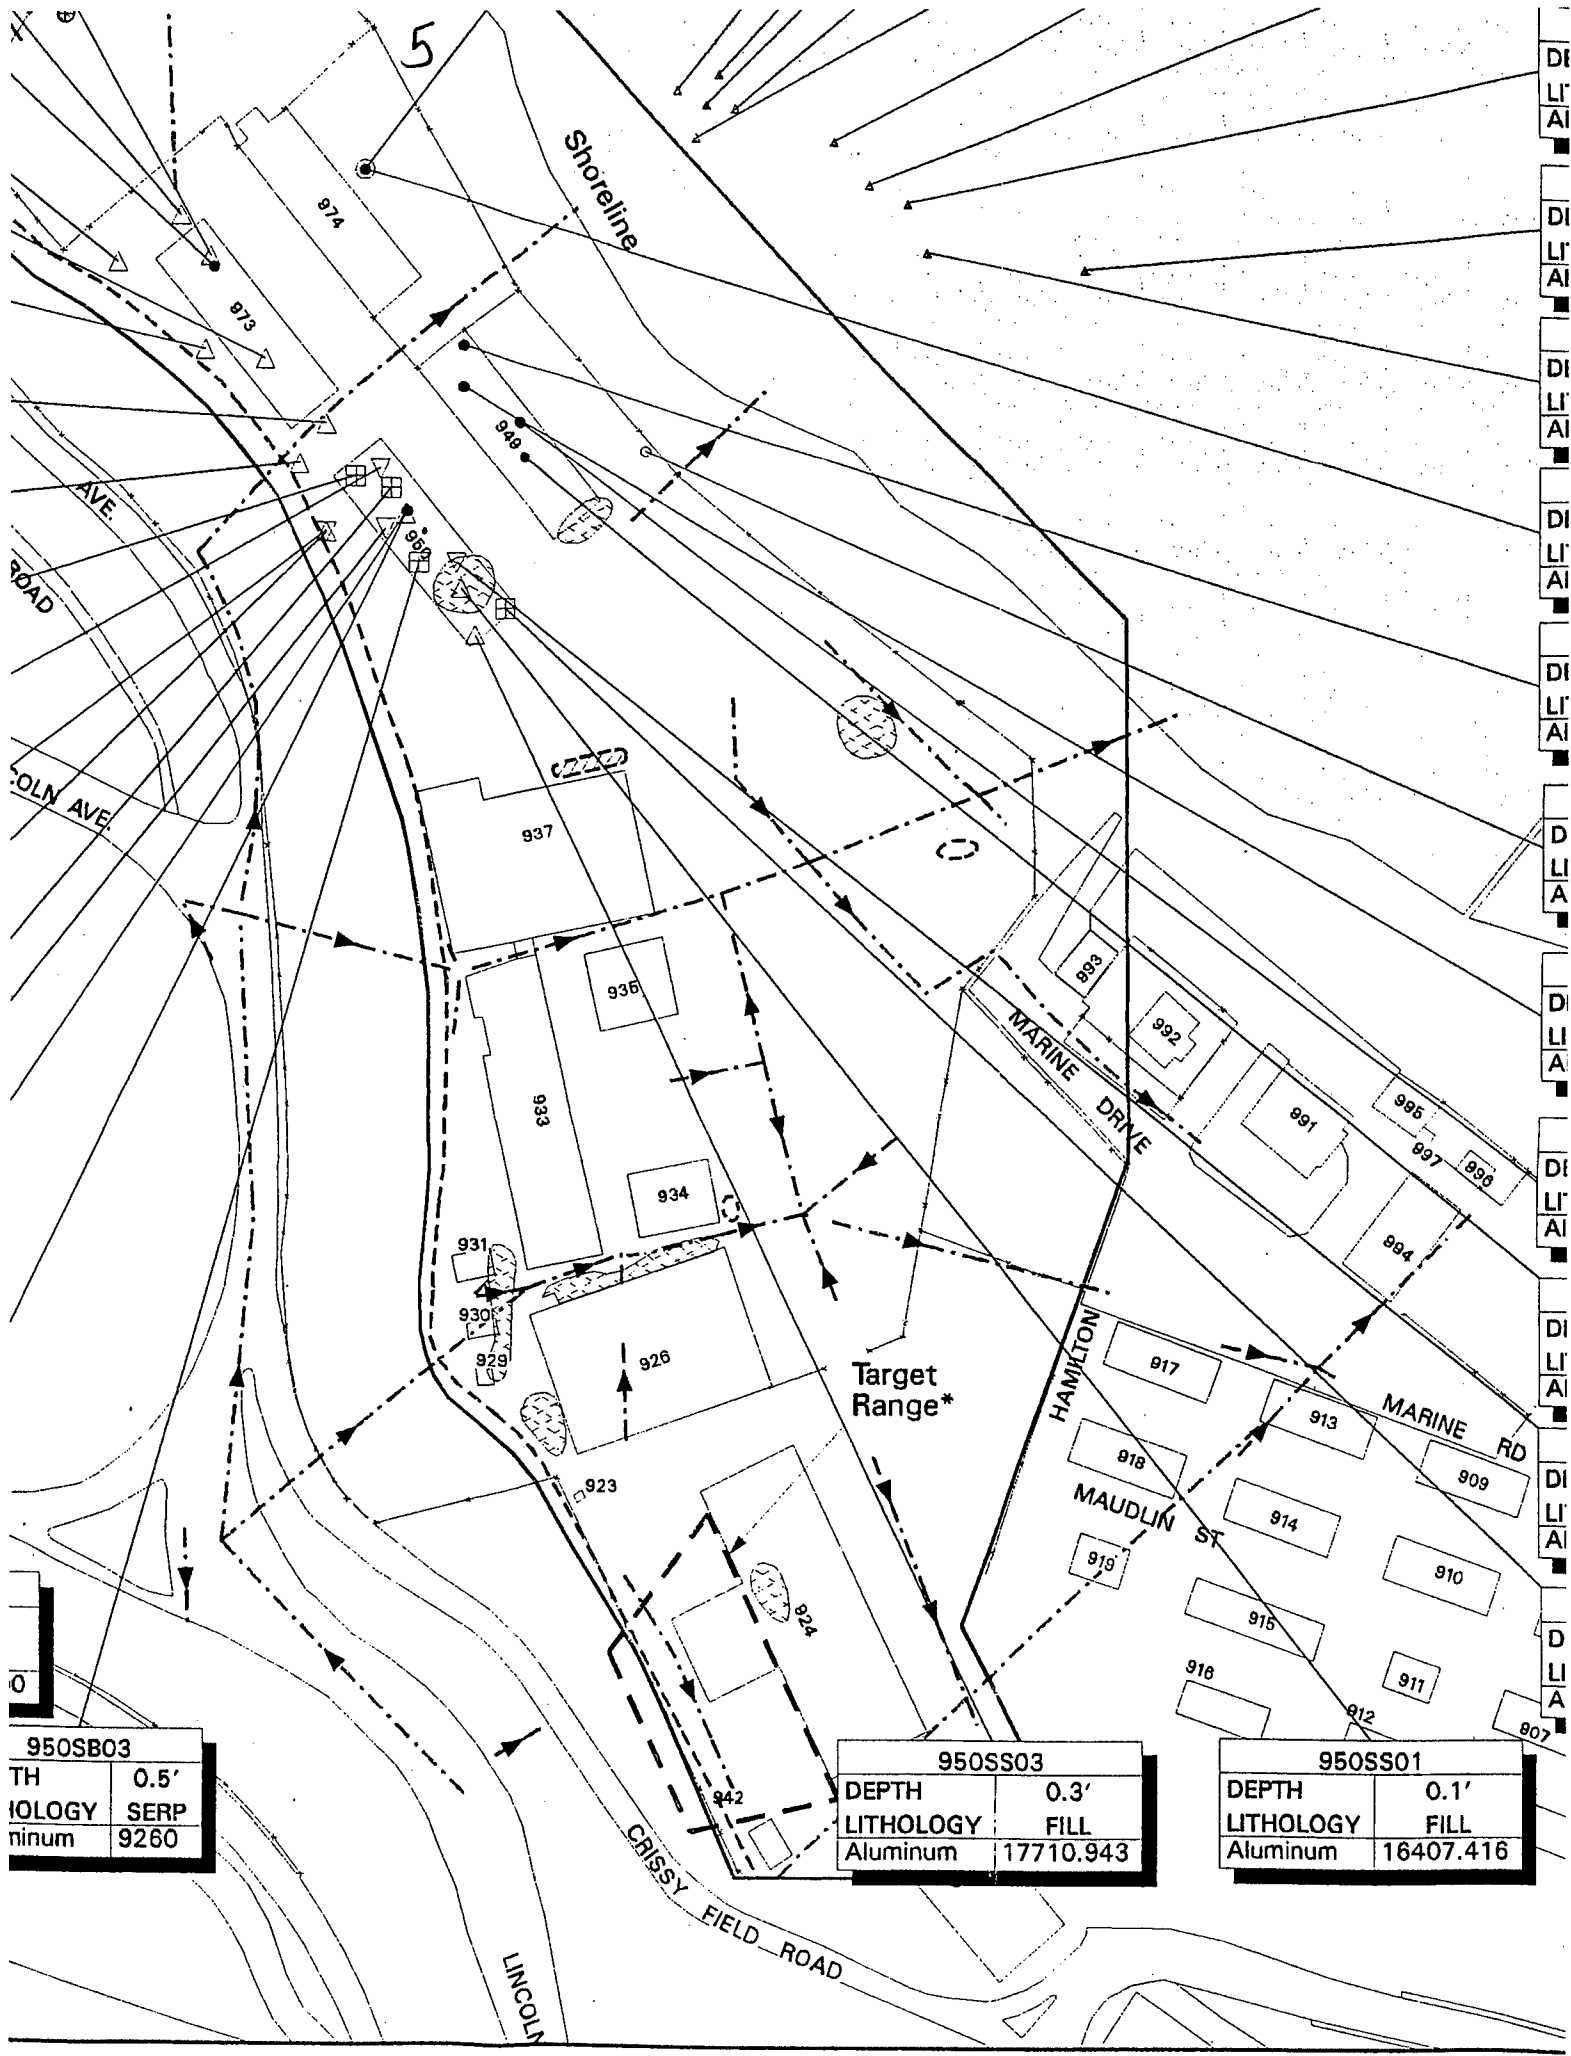 5
Shoreline
974
973
949
AVE.
ROAD
COLN AVE.
937
935
933
934
931
930
929
926
923
924
942
993
992
991
995
997
996
994
MARINE DRIVE
HAMILTON
Target
Range*
917
913
MARINE RD
918
909
MAUDLIN ST
914
919
910
915
911
916
912
907
CRISSY FIELD ROAD
LINCOLN
950SB03
TH 0.5'
HOLOGY SERP
minum 9260
950SS03
DEPTH 0.3'
LITHOLOGY FILL
Aluminum 17710.943
950SS01
DEPTH 0.1'
LITHOLOGY FILL
Aluminum 16407.416